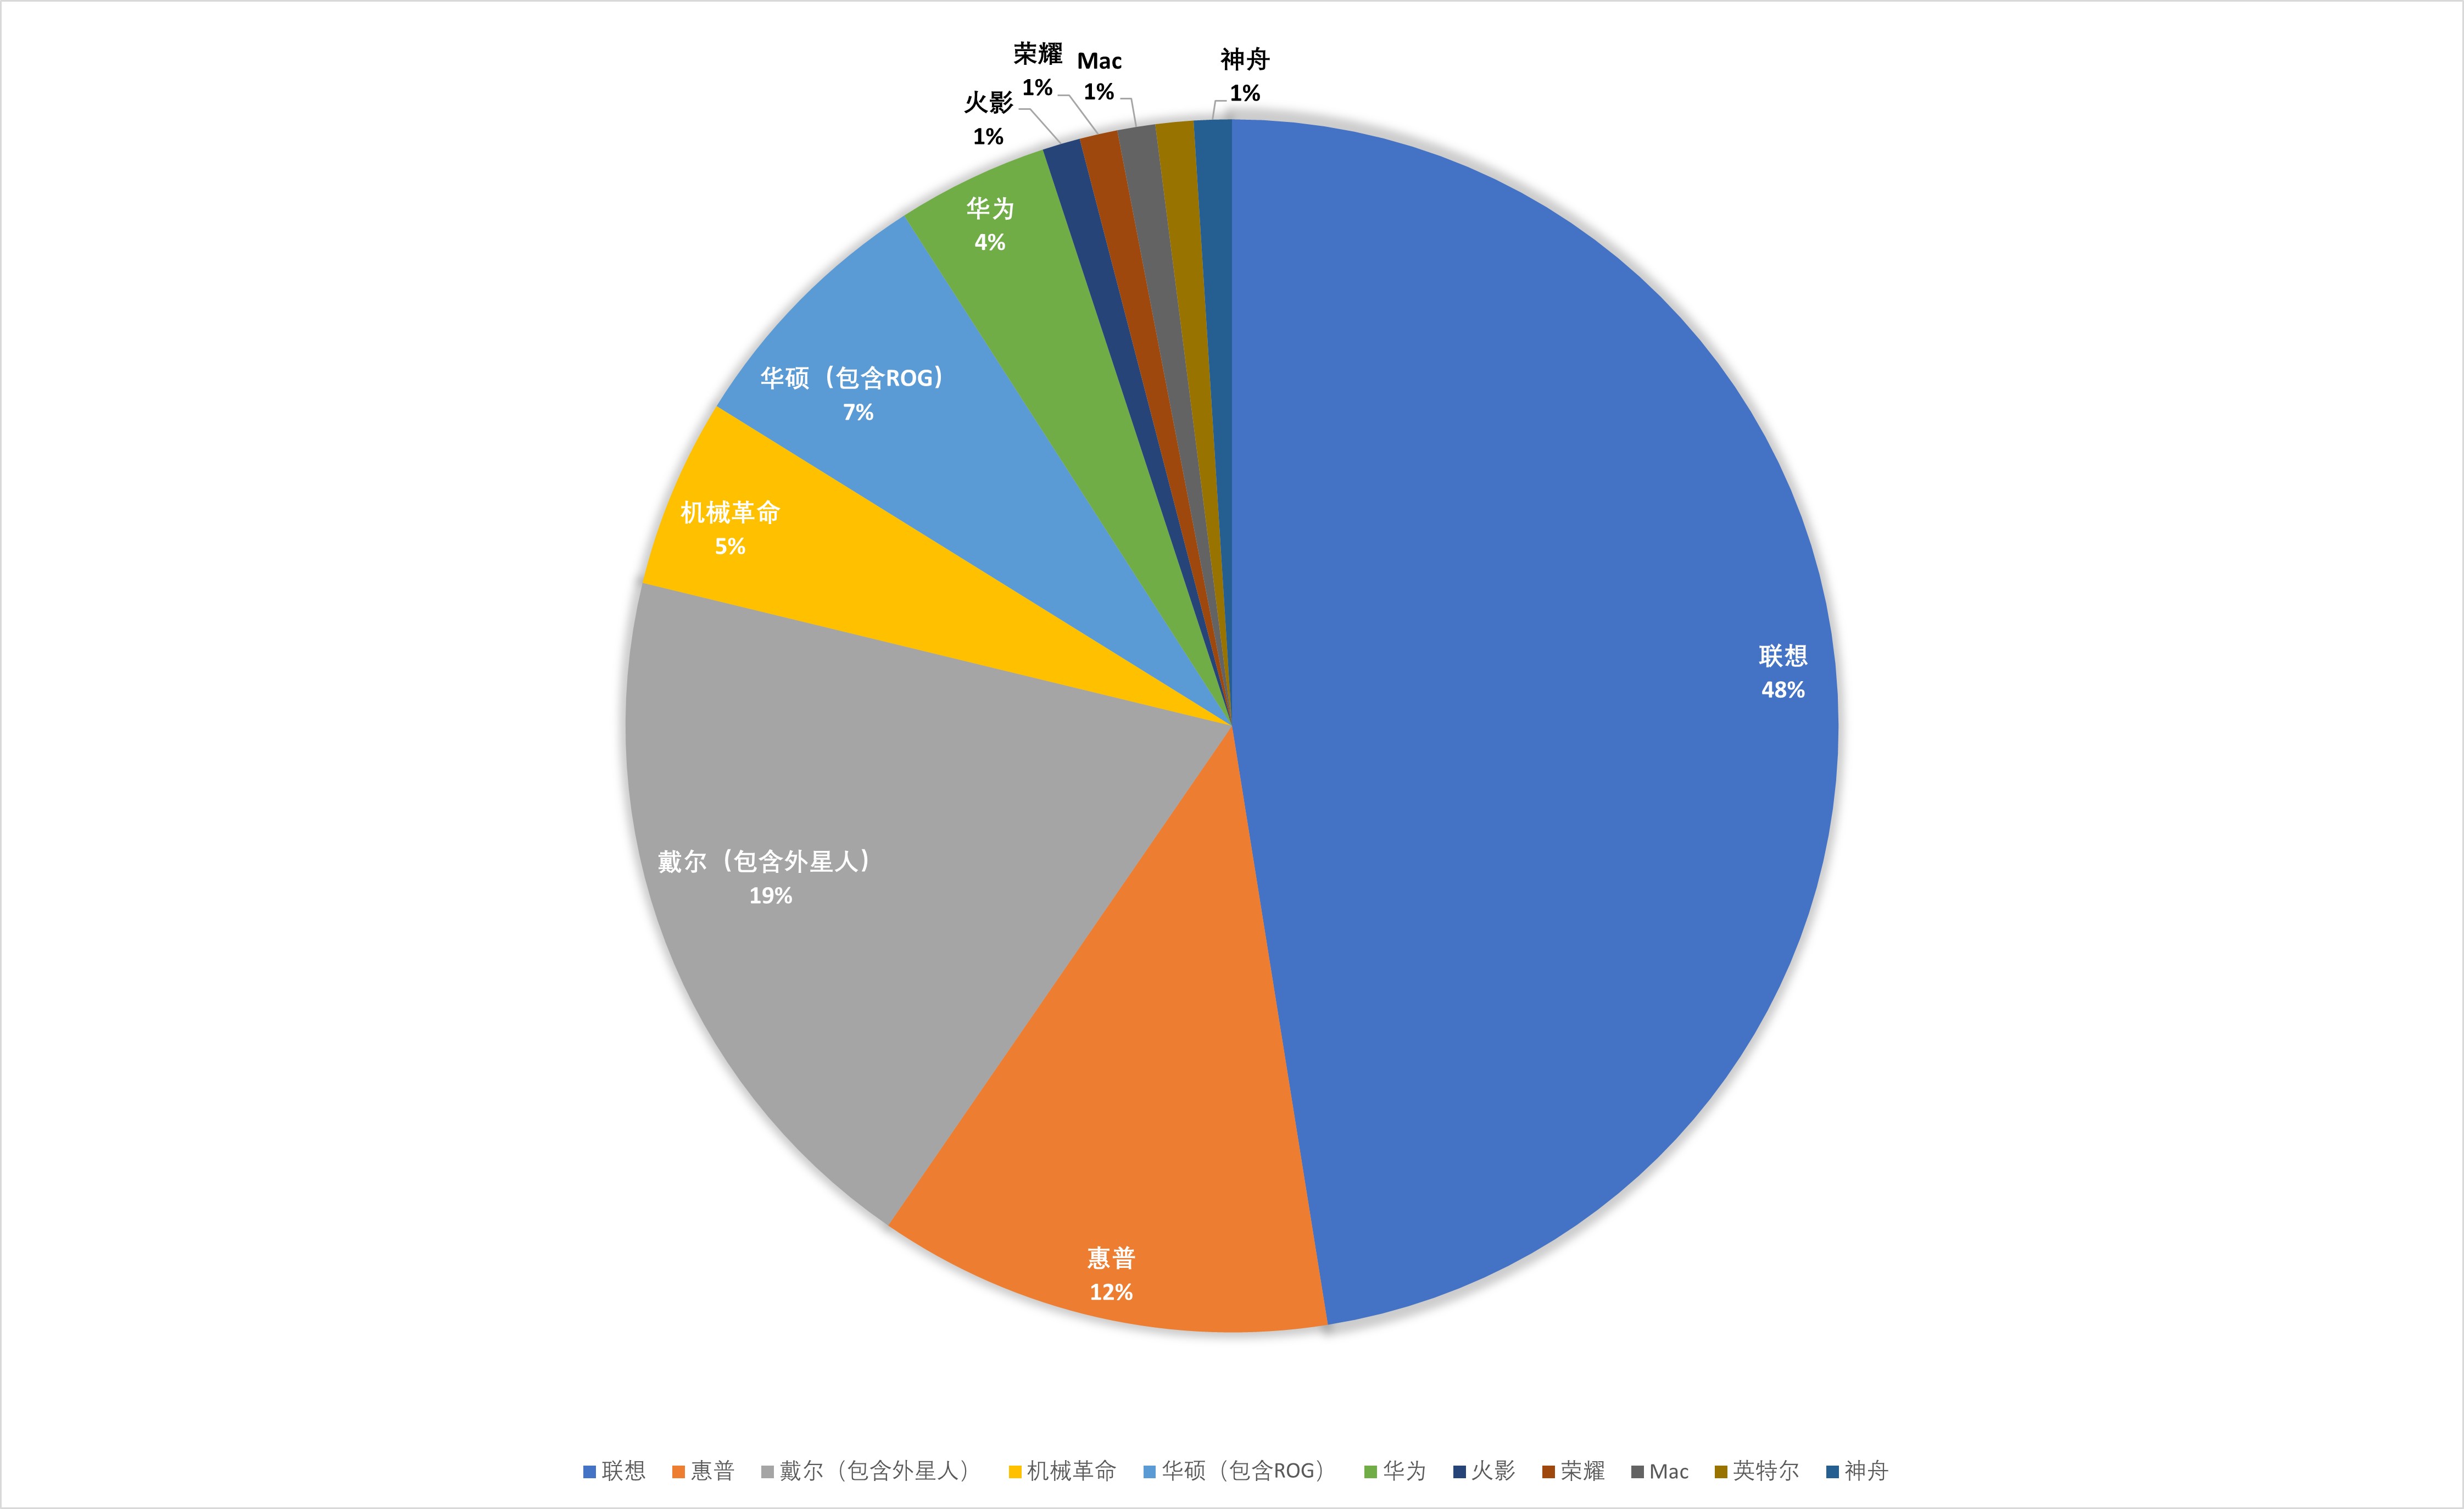 荣耀
1%
Mac
1%
神舟
1%
火影
1%
华为
4%
华硕（包含ROG）
7%
机械革命
5%
联想
48%
戴尔（包含外星人）
19%
惠普
12%
联想 惠普 戴尔（包含外星人） 机械革命 华硕（包含ROG） 华为 火影 荣耀 Mac 英特尔 神舟